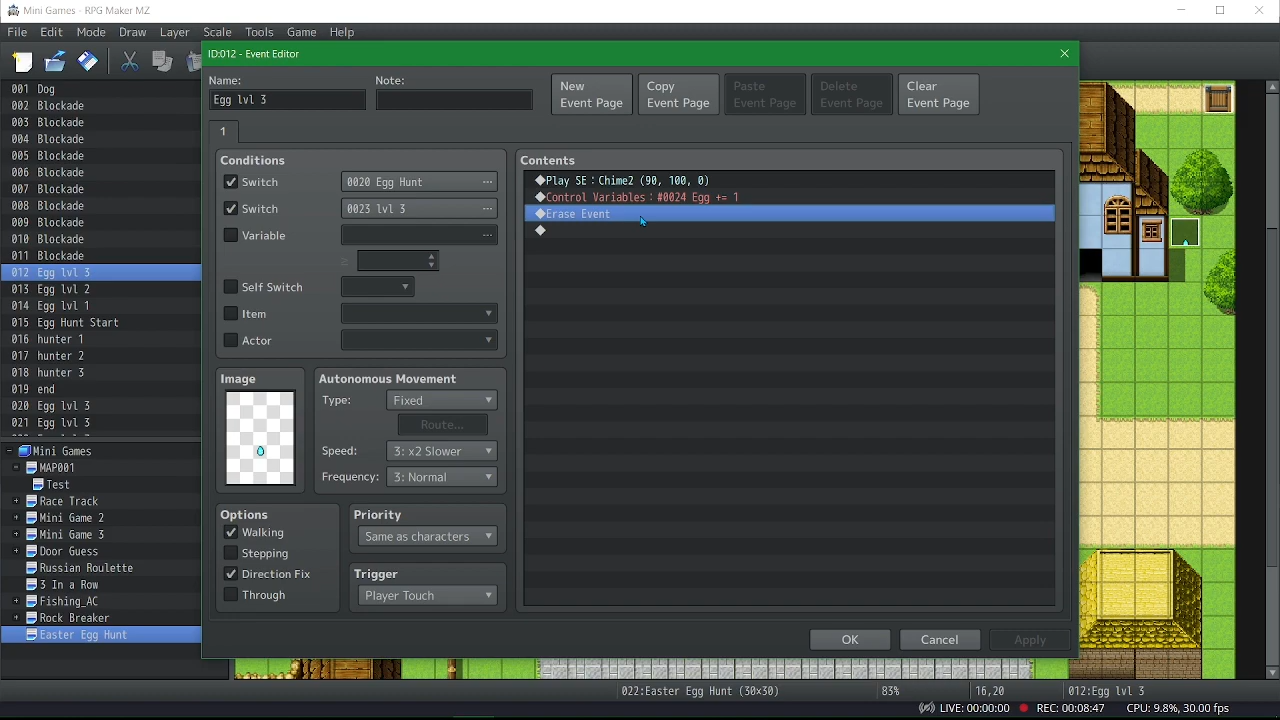 Mini Games - RPG Maker MZ
File Edit Mode Draw Layer Scale Tools Game Help
ID:012 - Event Editor
Name:
Egg lvl 3
Note:
New Event Page
Copy Event Page
Paste Event Page
Delete Event Page
Clear Event Page
1
Conditions
Switch 0020 Egg Hunt ...
Switch 0023 lvl 3 ...
Variable ...
≥
Self Switch
Item
Actor
Image
Autonomous Movement
Type: Fixed
Route...
Speed: 3: x2 Slower
Frequency: 3: Normal
Options
Walking
Stepping
Direction Fix
Through
Priority
Same as characters
Trigger
Player Touch
Contents
◆Play SE : Chime2 (90, 100, 0)
◆Control Variables : #0024 Egg += 1
◆Erase Event
◆
OK Cancel Apply
001 Dog
002 Blockade
003 Blockade
004 Blockade
005 Blockade
006 Blockade
007 Blockade
008 Blockade
009 Blockade
010 Blockade
011 Blockade
012 Egg lvl 3
013 Egg lvl 2
014 Egg lvl 1
015 Egg Hunt Start
016 hunter 1
017 hunter 2
018 hunter 3
019 end
020 Egg lvl 3
021 Egg lvl 3
Mini Games
MAP001
Test
Race Track
Mini Game 2
Mini Game 3
Door Guess
Russian Roulette
3 In a Row
Fishing_AC
Rock Breaker
Easter Egg Hunt
022:Easter Egg Hunt (30x30) 83% 16,20 012:Egg lvl 3
LIVE: 00:00:00 REC: 00:08:47 CPU: 9.8%, 30.00 fps